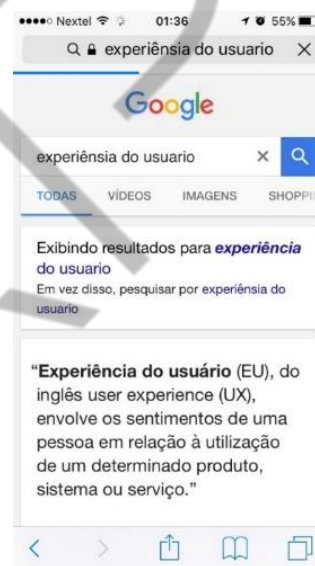 Nextel 01:36 55%
experiênsia do usuario
Google
experiênsia do usuario
TODAS VÍDEOS IMAGENS SHOPPI
Exibindo resultados para experiência
do usuario
Em vez disso, pesquisar por experiênsia do
usuario
“Experiência do usuário (EU), do
inglês user experience (UX),
envolve os sentimentos de uma
pessoa em relação à utilização
de um determinado produto,
sistema ou serviço.”